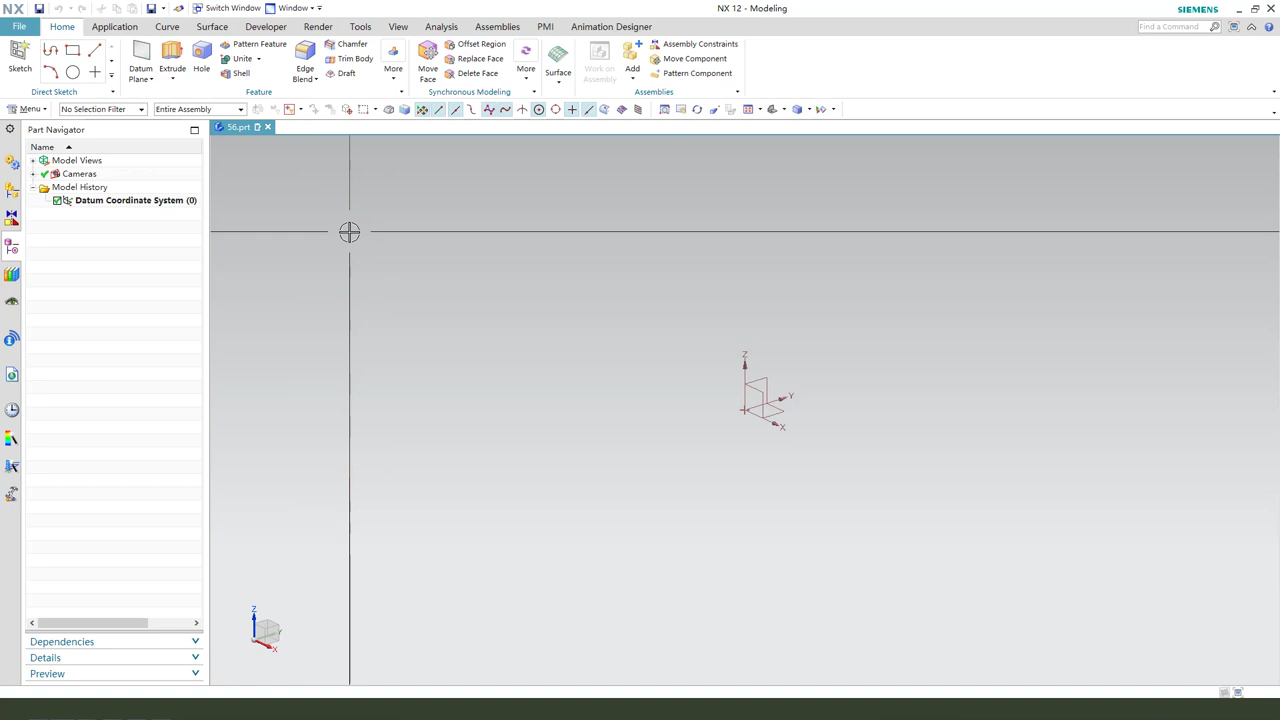 NX
Switch Window
Window
NX 12 - Modeling
SIEMENS
File
Home
Application
Curve
Surface
Developer
Render
Tools
View
Analysis
Assemblies
PMI
Animation Designer
Find a Command
Sketch
Direct Sketch
Datum Plane
Extrude
Hole
Pattern Feature
Unite
Shell
Edge Blend
Chamfer
Trim Body
Draft
More
Feature
Move Face
Offset Region
Replace Face
Delete Face
More
Synchronous Modeling
Surface
Work on Assembly
Add
Assembly Constraints
Move Component
Pattern Component
Assemblies
Menu
No Selection Filter
Entire Assembly
Part Navigator
56.prt
Name
Model Views
Cameras
Model History
Datum Coordinate System (0)
Z
Y
X
Z
Y
X
Dependencies
Details
Preview